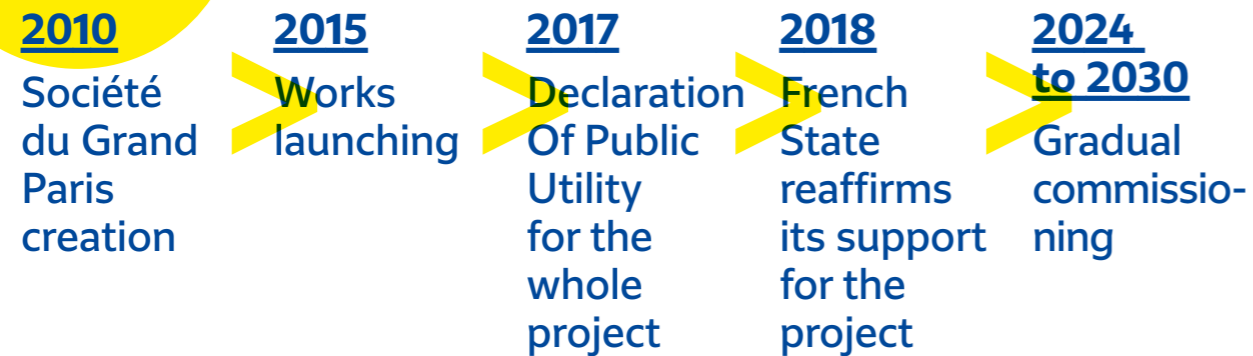 2010
Société
du Grand
Paris
creation
2015
Works
launching
2017
Declaration
Of Public
Utility
for the
whole
project
2018
French
State
reaffirms
its support
for the
project
2024
to 2030
Gradual
commissio-
ning